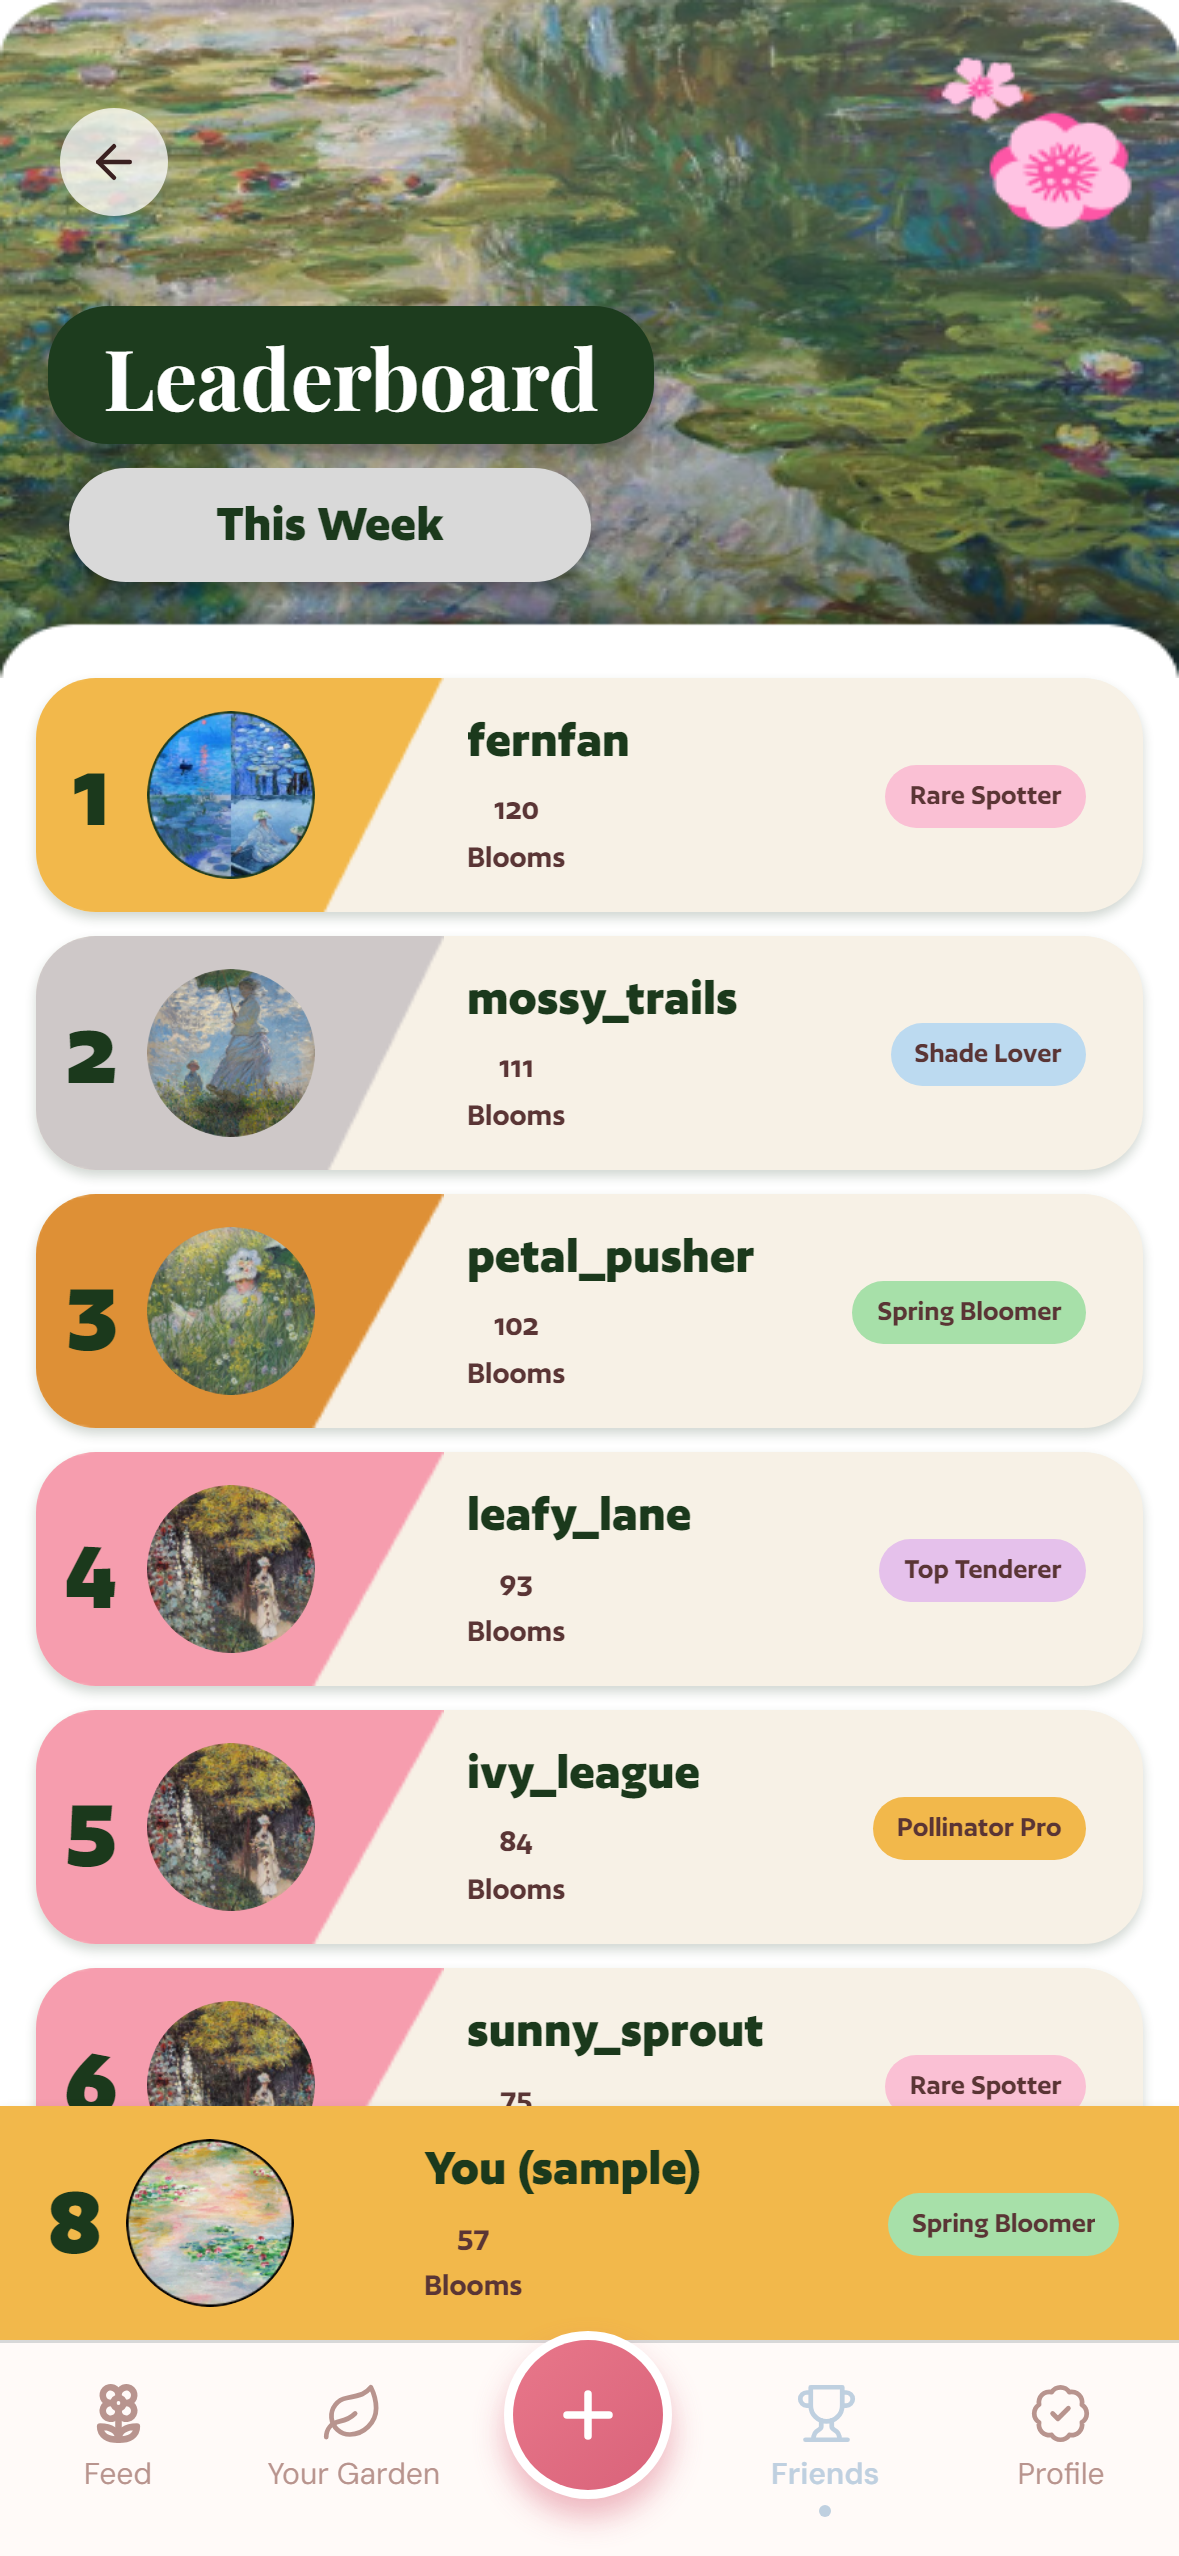 Leaderboard
This Week
1
fernfan
120
Blooms
Rare Spotter
2
mossy_trails
111
Blooms
Shade Lover
3
petal_pusher
102
Blooms
Spring Bloomer
4
leafy_lane
93
Blooms
Top Tenderer
5
ivy_league
84
Blooms
Pollinator Pro
6
sunny_sprout
75
Rare Spotter
8
You (sample)
57
Blooms
Spring Bloomer
Feed
Your Garden
Friends
Profile